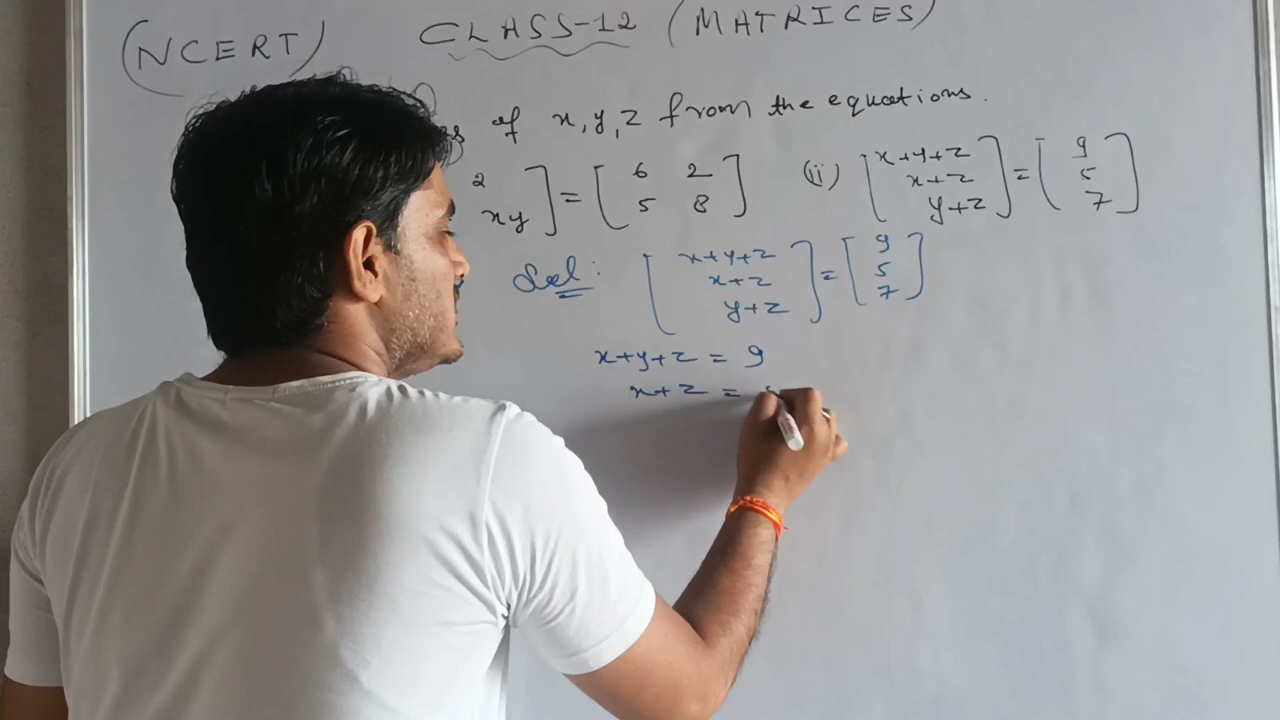 (NCERT) CLASS-12 (MATRICES)
of x, y, z from the equations.
2
xy] = [6 2
5 8] (ii) [x+y+z
x+z
y+z] = [9
5
7]
Sol: [x+y+z
x+z
y+z] = [9
5
7]
x+y+z = 9
x+z =